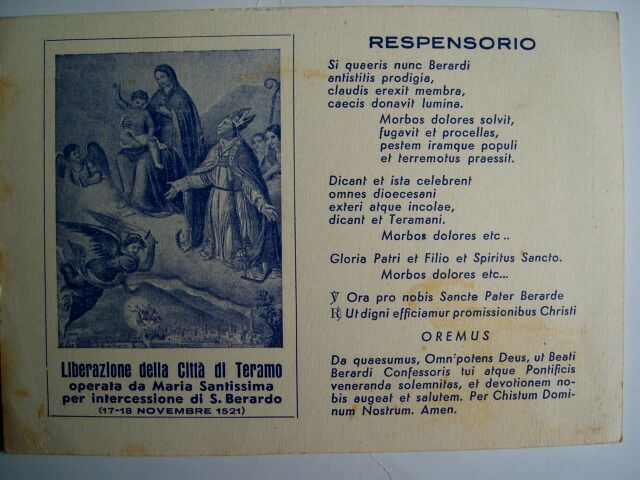 Liberazione della Città di Teramo
operata da Maria Santissima
per intercessione di S. Berardo
(17-18 NOVEMBRE 1521)
RESPENSORIO
Si quaeris nunc Berardi
antistitis prodigia,
claudis erexit membra,
caecis donavit lumina.
Morbos dolores solvit,
fugavit et procellas,
pestem iramque populi
et terremotus praessit.
Dicant et ista celebrent
omnes dioecesani
exteri atque incolae,
dicant et Teramani.
Morbos dolores etc..
Gloria Patri et Filio et Spiritus Sancto.
Morbos dolores etc...
℣ Ora pro nobis Sancte Pater Berarde
℟ Ut digni efficiamur promissionibus Christi
OREMUS
Da quaesumus, Omn'potens Deus, ut Beati
Berardi Confessoris tui atque Pontificis
veneranda solemnitas, et devotionem no-
bis augeat et salutem. Per Chistum Domi-
num Nostrum. Amen.